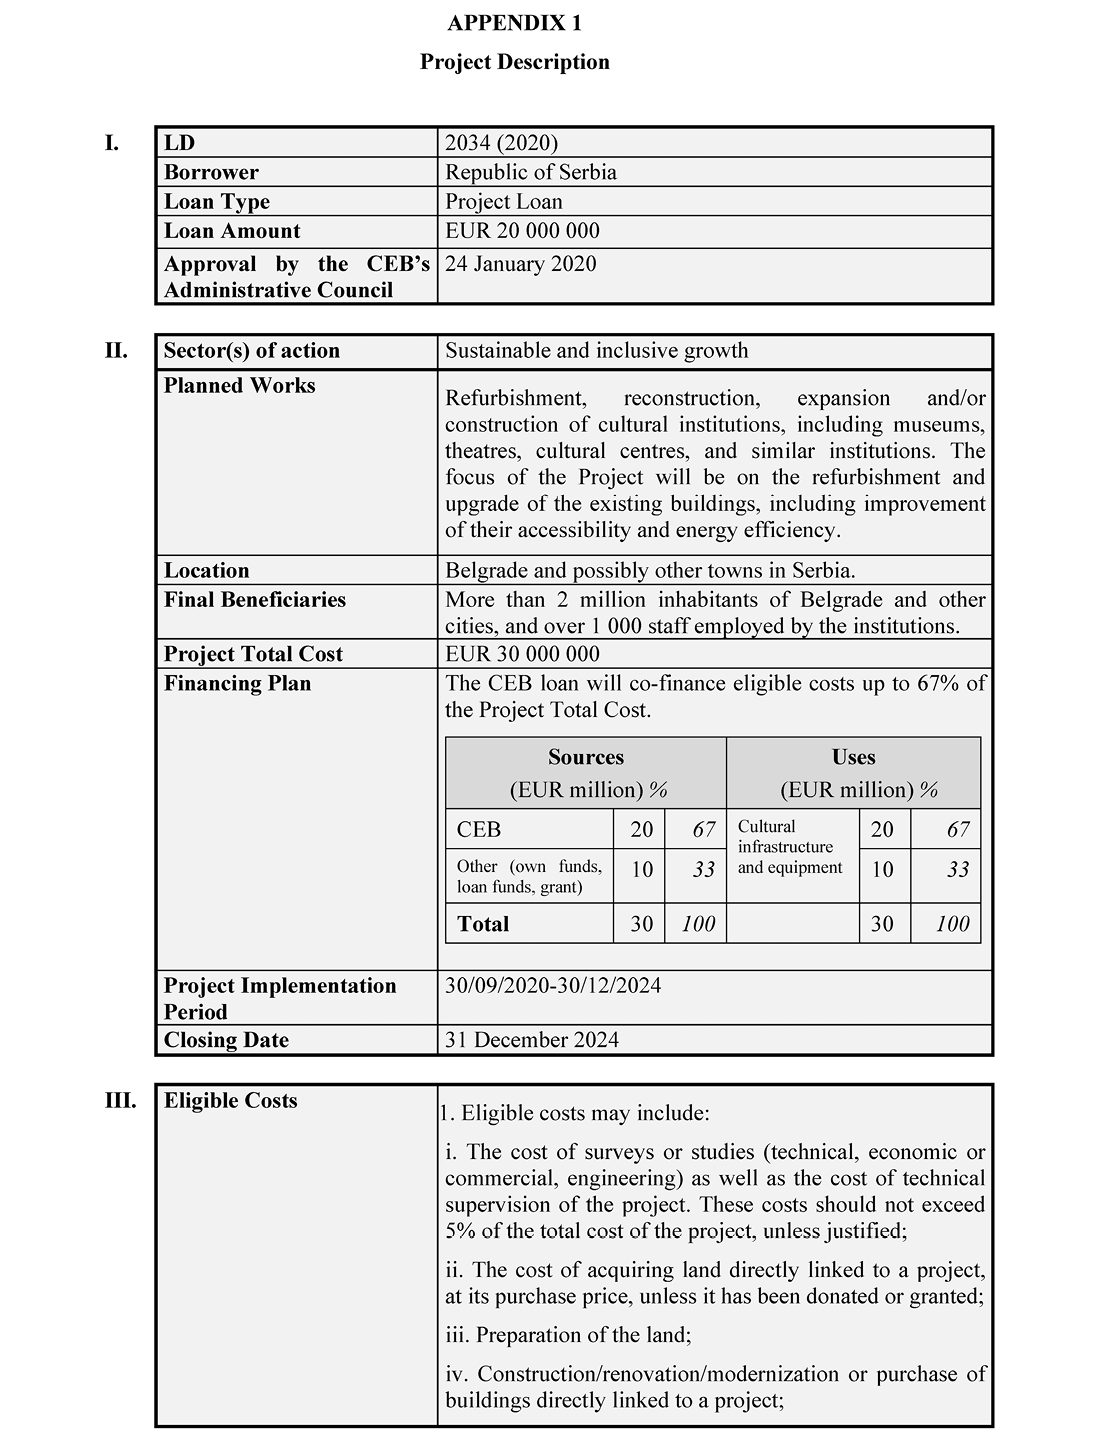 APPENDIX 1
Project Description
I.
LD
2034 (2020)
Borrower
Republic of Serbia
Loan Type
Project Loan
Loan Amount
EUR 20 000 000
Approval by the CEB’s
Administrative Council
24 January 2020
II.
Sector(s) of action
Sustainable and inclusive growth
Planned Works
Refurbishment, reconstruction, expansion and/or
construction of cultural institutions, including museums,
theatres, cultural centres, and similar institutions. The
focus of the Project will be on the refurbishment and
upgrade of the existing buildings, including improvement
of their accessibility and energy efficiency.
Location
Belgrade and possibly other towns in Serbia.
Final Beneficiaries
More than 2 million inhabitants of Belgrade and other
cities, and over 1 000 staff employed by the institutions.
Project Total Cost
EUR 30 000 000
Financing Plan
The CEB loan will co-finance eligible costs up to 67% of
the Project Total Cost.
Sources
(EUR million) %
Uses
(EUR million) %
CEB
20
67
Cultural
infrastructure
and equipment
20
67
Other (own funds,
loan funds, grant)
10
33
10
33
Total
30
100
30
100
Project Implementation
Period
30/09/2020-30/12/2024
Closing Date
31 December 2024
III.
Eligible Costs
1. Eligible costs may include:
i. The cost of surveys or studies (technical, economic or
commercial, engineering) as well as the cost of technical
supervision of the project. These costs should not exceed
5% of the total cost of the project, unless justified;
ii. The cost of acquiring land directly linked to a project,
at its purchase price, unless it has been donated or granted;
iii. Preparation of the land;
iv. Construction/renovation/modernization or purchase of
buildings directly linked to a project;